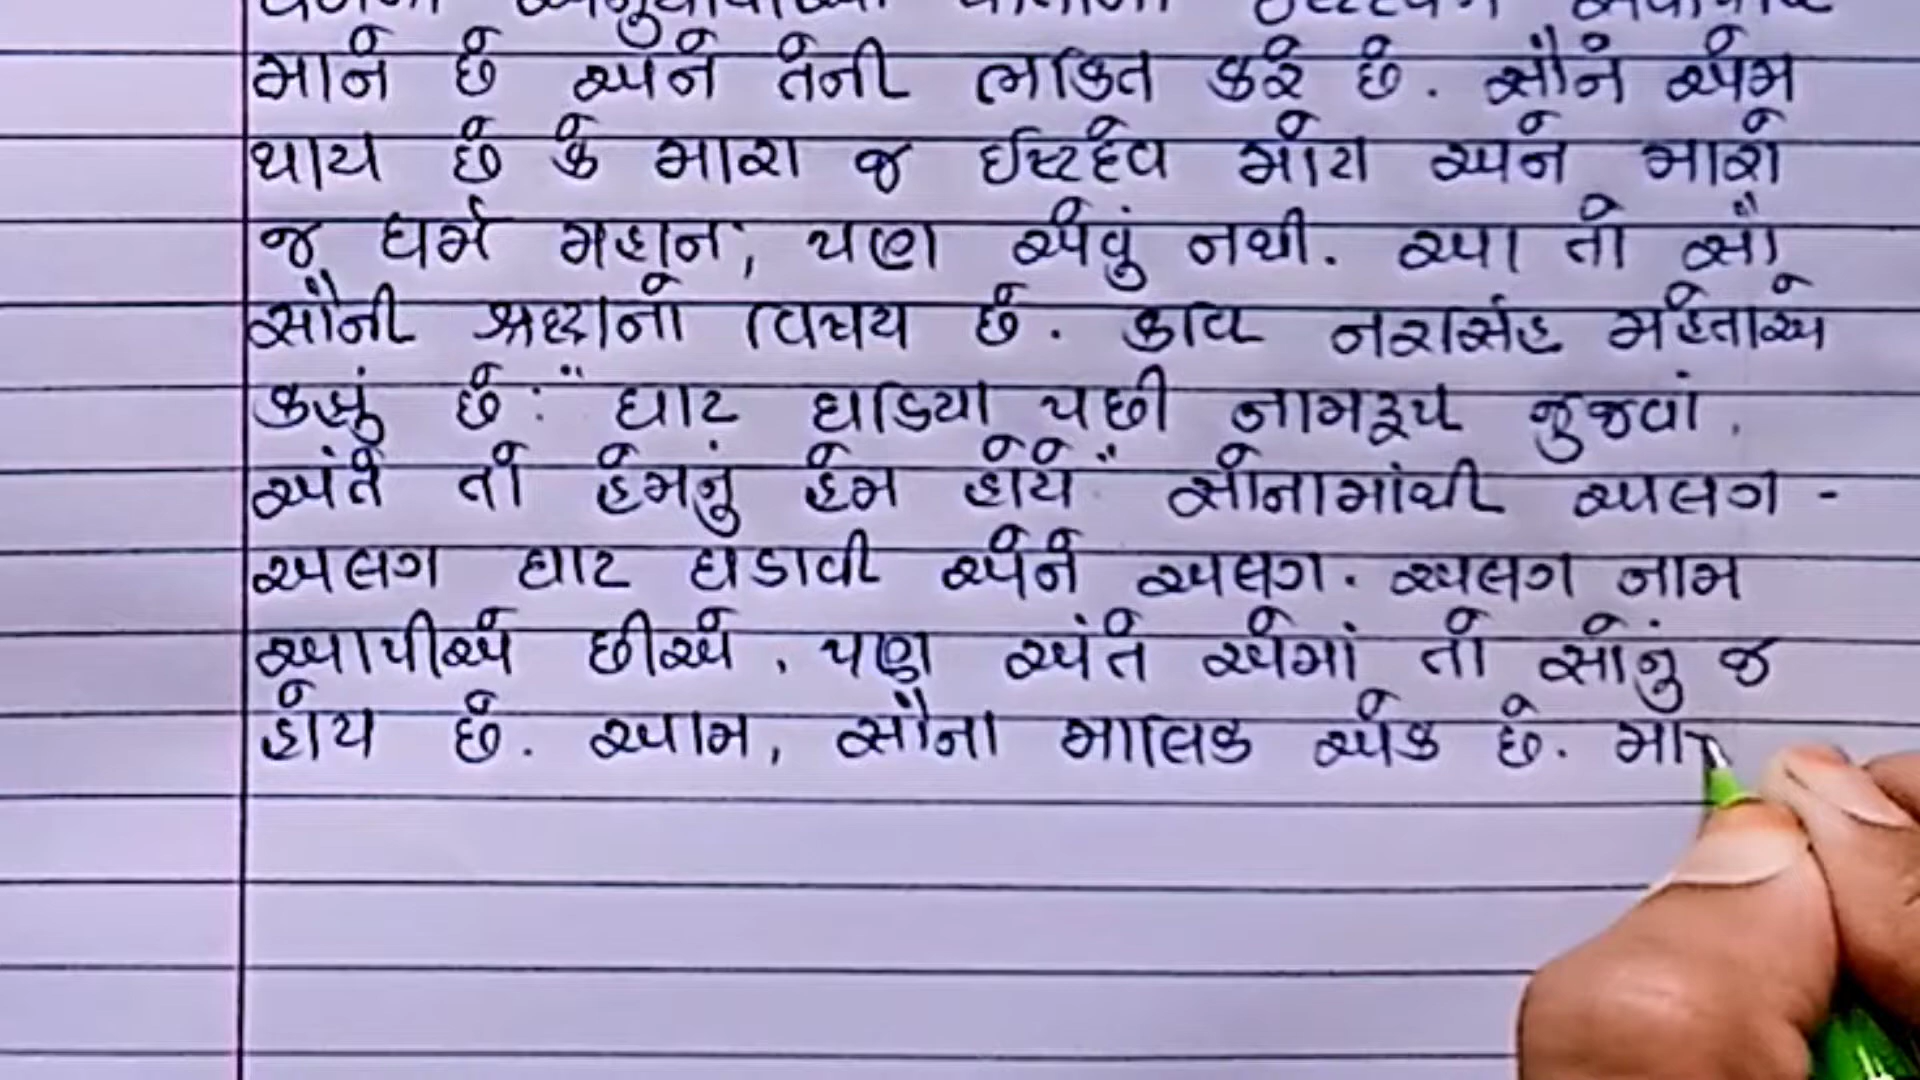 માને છે અને તેની ભક્તિ કરે છે. સૌને એમ
થાય છે કે મારા જ ઈષ્ટદેવ મોટા અને મારો
જ ધર્મ મહાન, પણ એવું નથી. આ તો સૌ
સૌની શ્રદ્ધાનો વિષય છે. કવિ નરસિંહ મહેતાએ
કહ્યું છે: "ઘાટ ઘડિયા પછી નામરૂપ જુજવાં.
અંતે તો હેમનું હેમ હોયે" સોનામાંથી અલગ -
અલગ ઘાટ ઘડાવી એને અલગ. અલગ નામ
આપીએ છીએ. પણ અંતે એમાં તો સોનું જ
હોય છે. આમ, સૌના માલિક એક છે. મા